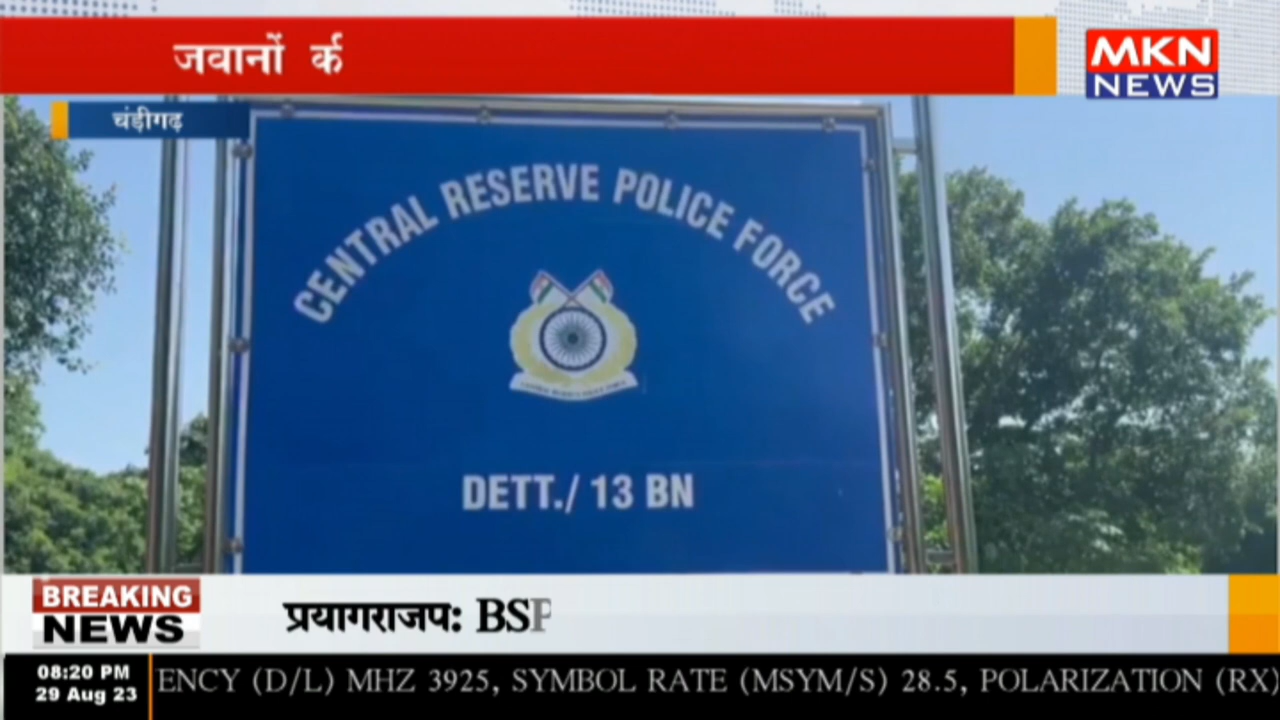 जवानों
MKN
NEWS
चंड़ीगढ़
CENTRAL RESERVE POLICE FORCE
DETT./ 13 BN
BREAKING
NEWS
प्रयागराजप: BSP
08:20 PM
29 Aug 23
ENCY (D/L) MHZ 3925, SYMBOL RATE (MSYM/S) 28.5, POLARIZATION (RX)